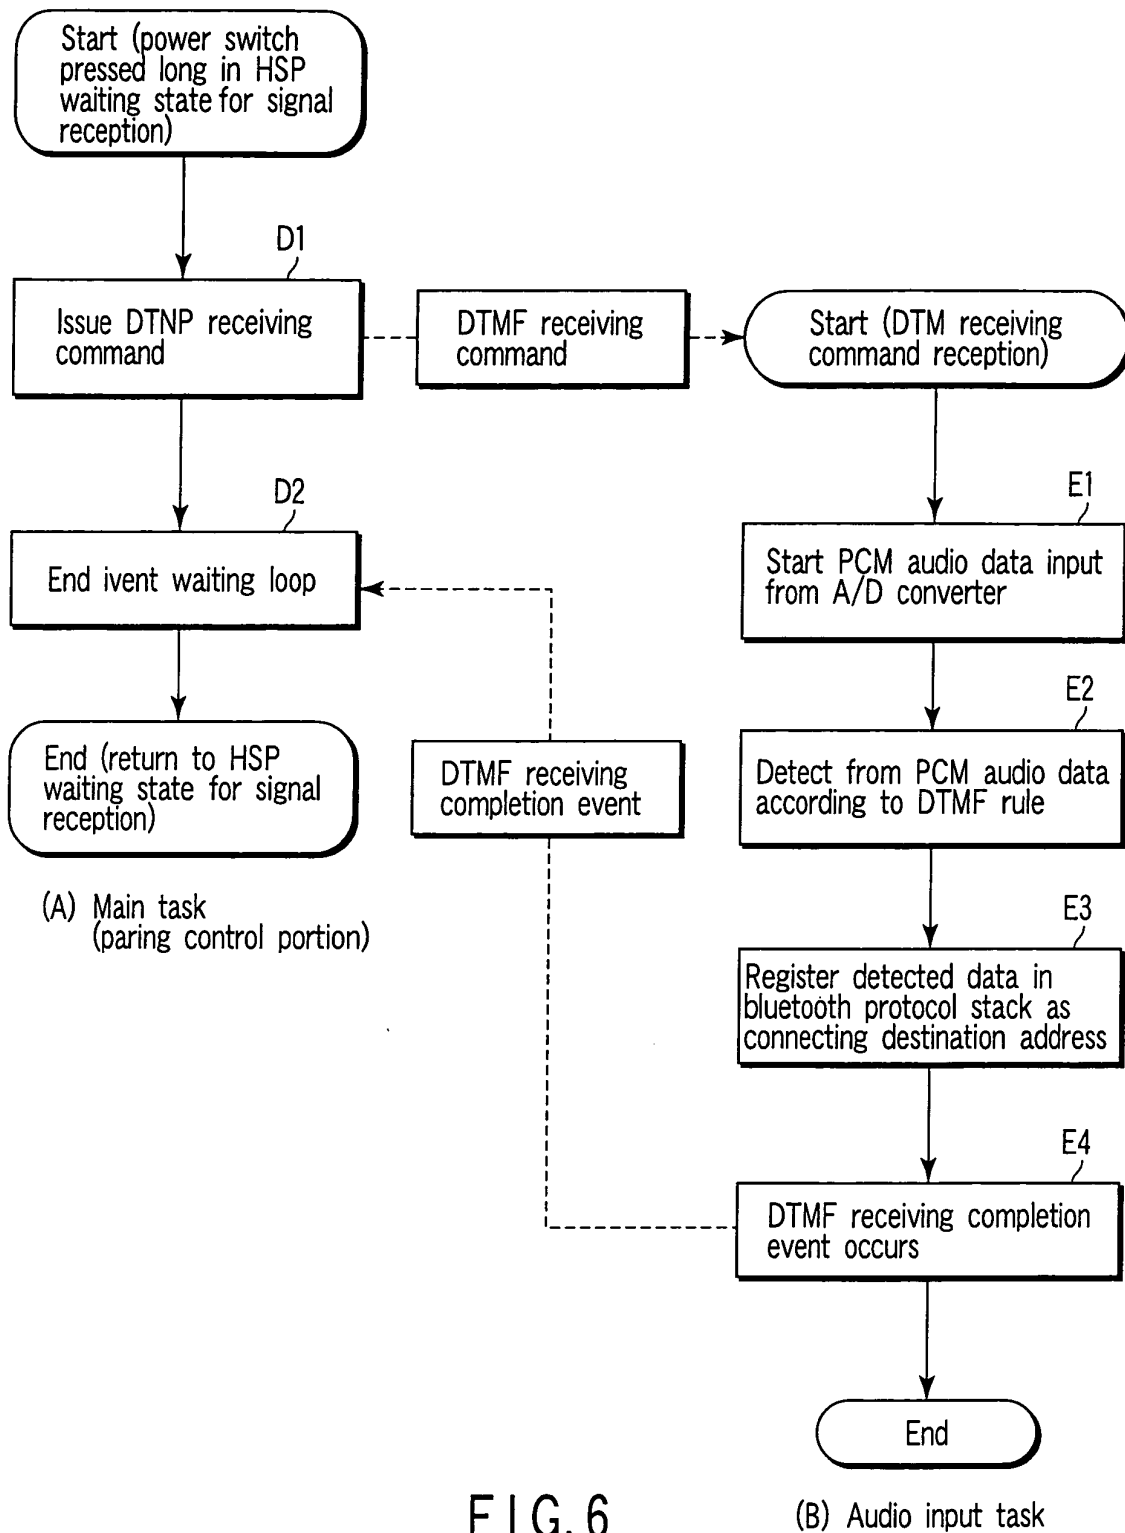 Start (power switch
pressed long in HSP
waiting state for signal
reception)
D1
Issue DTNP receiving
command
DTMF receiving
command
Start (DTM receiving
command reception)
D2
End ivent waiting loop
E1
Start PCM audio data input
from A/D converter
E2
Detect from PCM audio data
according to DTMF rule
End (return to HSP
waiting state for signal
reception)
DTMF receiving
completion event
(A) Main task
(paring control portion)
E3
Register detected data in
bluetooth protocol stack as
connecting destination address
E4
DTMF receiving completion
event occurs
End
(B) Audio input task
FIG. 6